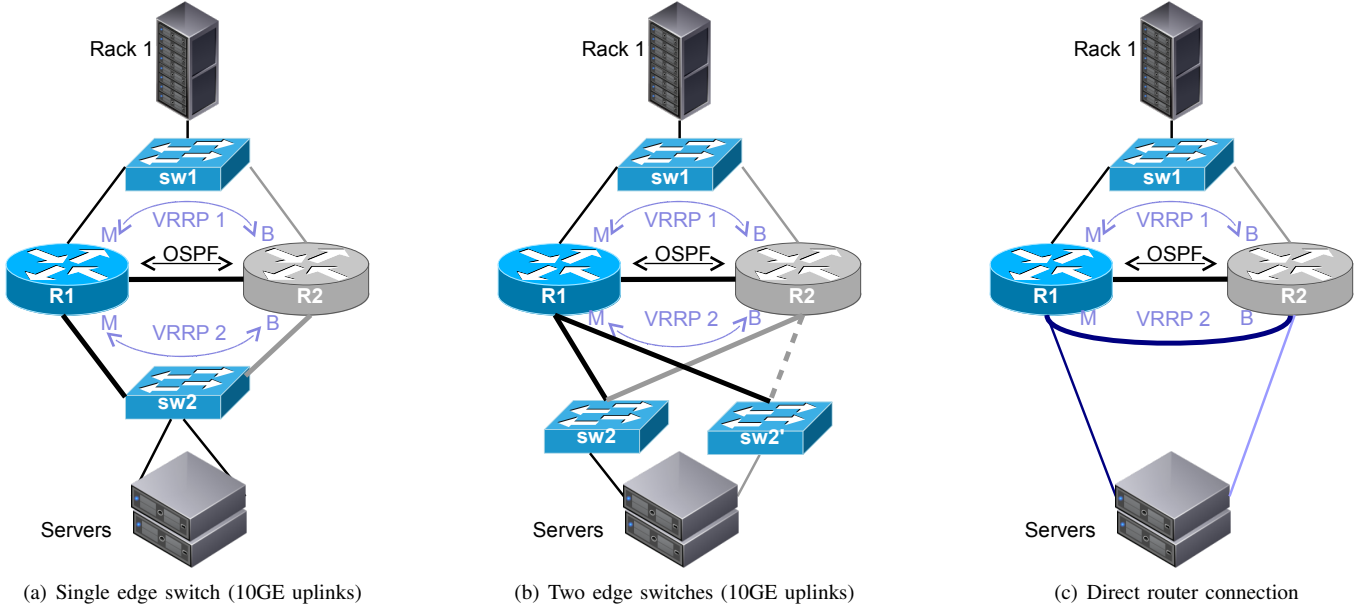 Rack 1
sw1
VRRP 1
M
B
OSPF
R1
R2
M
VRRP 2
B
sw2
Servers
(a) Single edge switch (10GE uplinks)
Rack 1
sw1
VRRP 1
M
B
OSPF
R1
R2
M
VRRP 2
B
sw2
sw2'
Servers
(b) Two edge switches (10GE uplinks)
Rack 1
sw1
VRRP 1
M
B
OSPF
R1
R2
M
VRRP 2
B
Servers
(c) Direct router connection